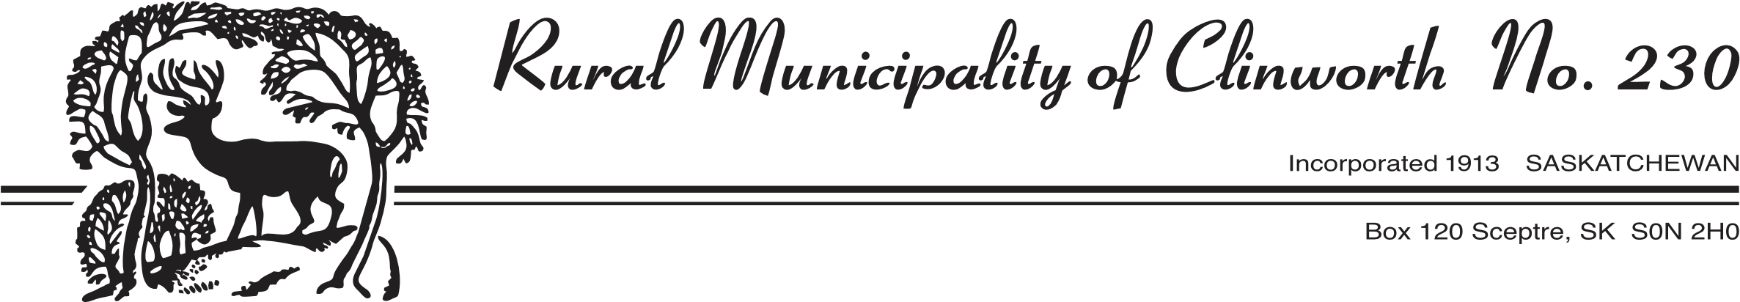 Rural Municipality of Clinworth No. 230
Incorporated 1913 SASKATCHEWAN
Box 120 Sceptre, SK S0N 2H0